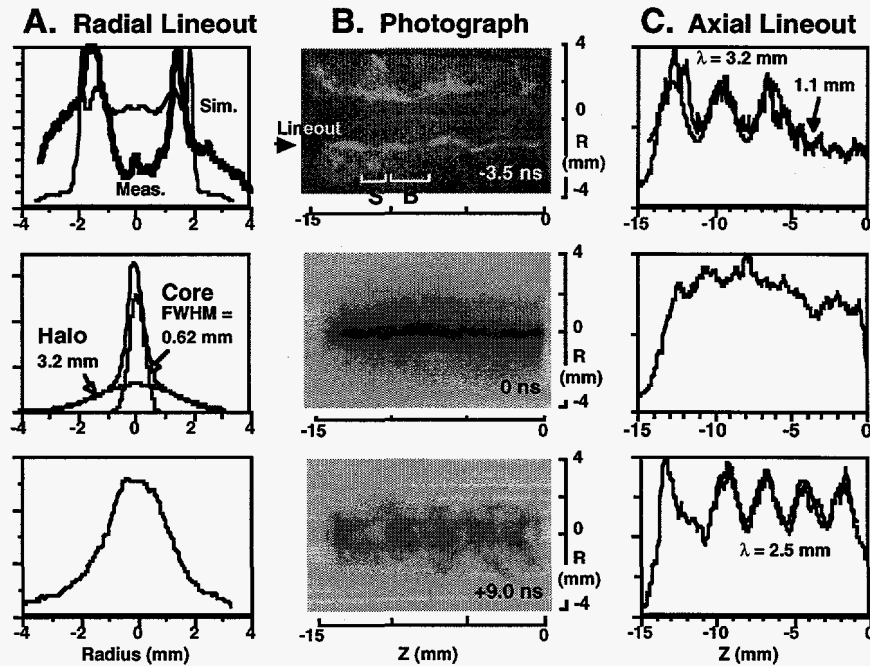 A. Radial Lineout
B. Photograph
C. Axial Lineout
Sim.
Meas.
-4 -2 0 2 4
Lineout
-3.5 ns
S B
-15 0
4
0
R
(mm)
-4
λ = 3.2 mm
1.1 mm
-15 -10 -5 0
Core
FWHM =
0.62 mm
Halo
3.2 mm
-4 -2 0 2 4
0 ns
-15 0
4
0
R
(mm)
-4
-15 -10 -5 0
-4 -2 0 2 4
Radius (mm)
+9.0 ns
-15 0
Z (mm)
4
0
R
(mm)
-4
λ = 2.5 mm
-15 -10 -5 0
Z (mm)